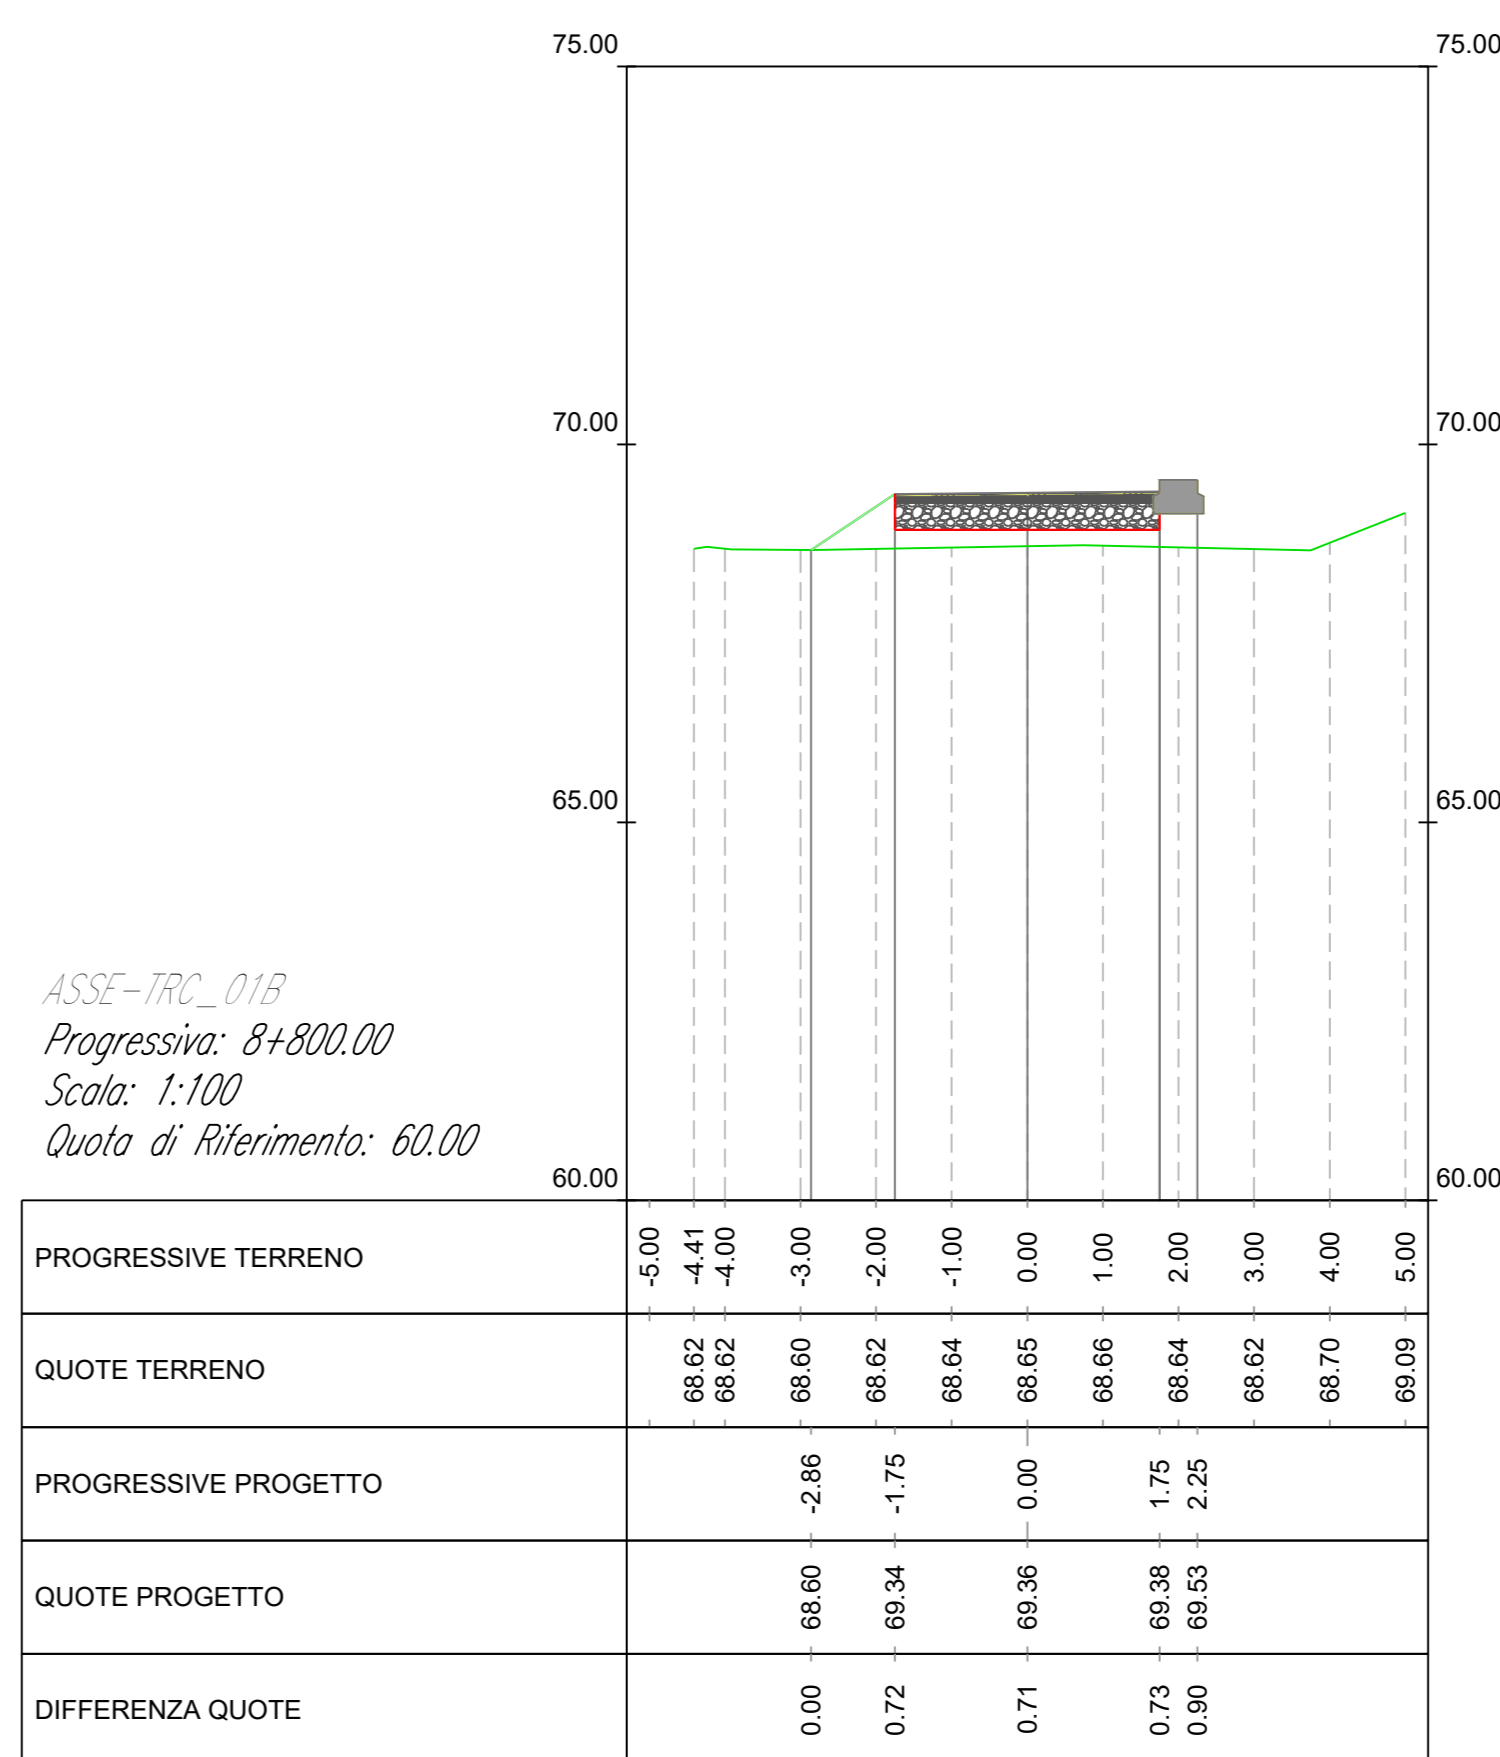 75.00 75.00
70.00 70.00
65.00 65.00
ASSE-TRC_01B
Progressiva: 8+800.00
Scala: 1:100
Quota di Riferimento: 60.00
60.00 60.00
PROGRESSIVE TERRENO -5.00 -4.41 -4.00 -3.00 -2.00 -1.00 0.00 1.00 2.00 3.00 4.00 5.00
QUOTE TERRENO 68.62 68.62 68.60 68.62 68.64 68.65 68.66 68.64 68.62 68.70 69.09
PROGRESSIVE PROGETTO -2.86 -1.75 0.00 1.75 2.25
QUOTE PROGETTO 68.60 69.34 69.36 69.38 69.53
DIFFERENZA QUOTE 0.00 0.72 0.71 0.73 0.90